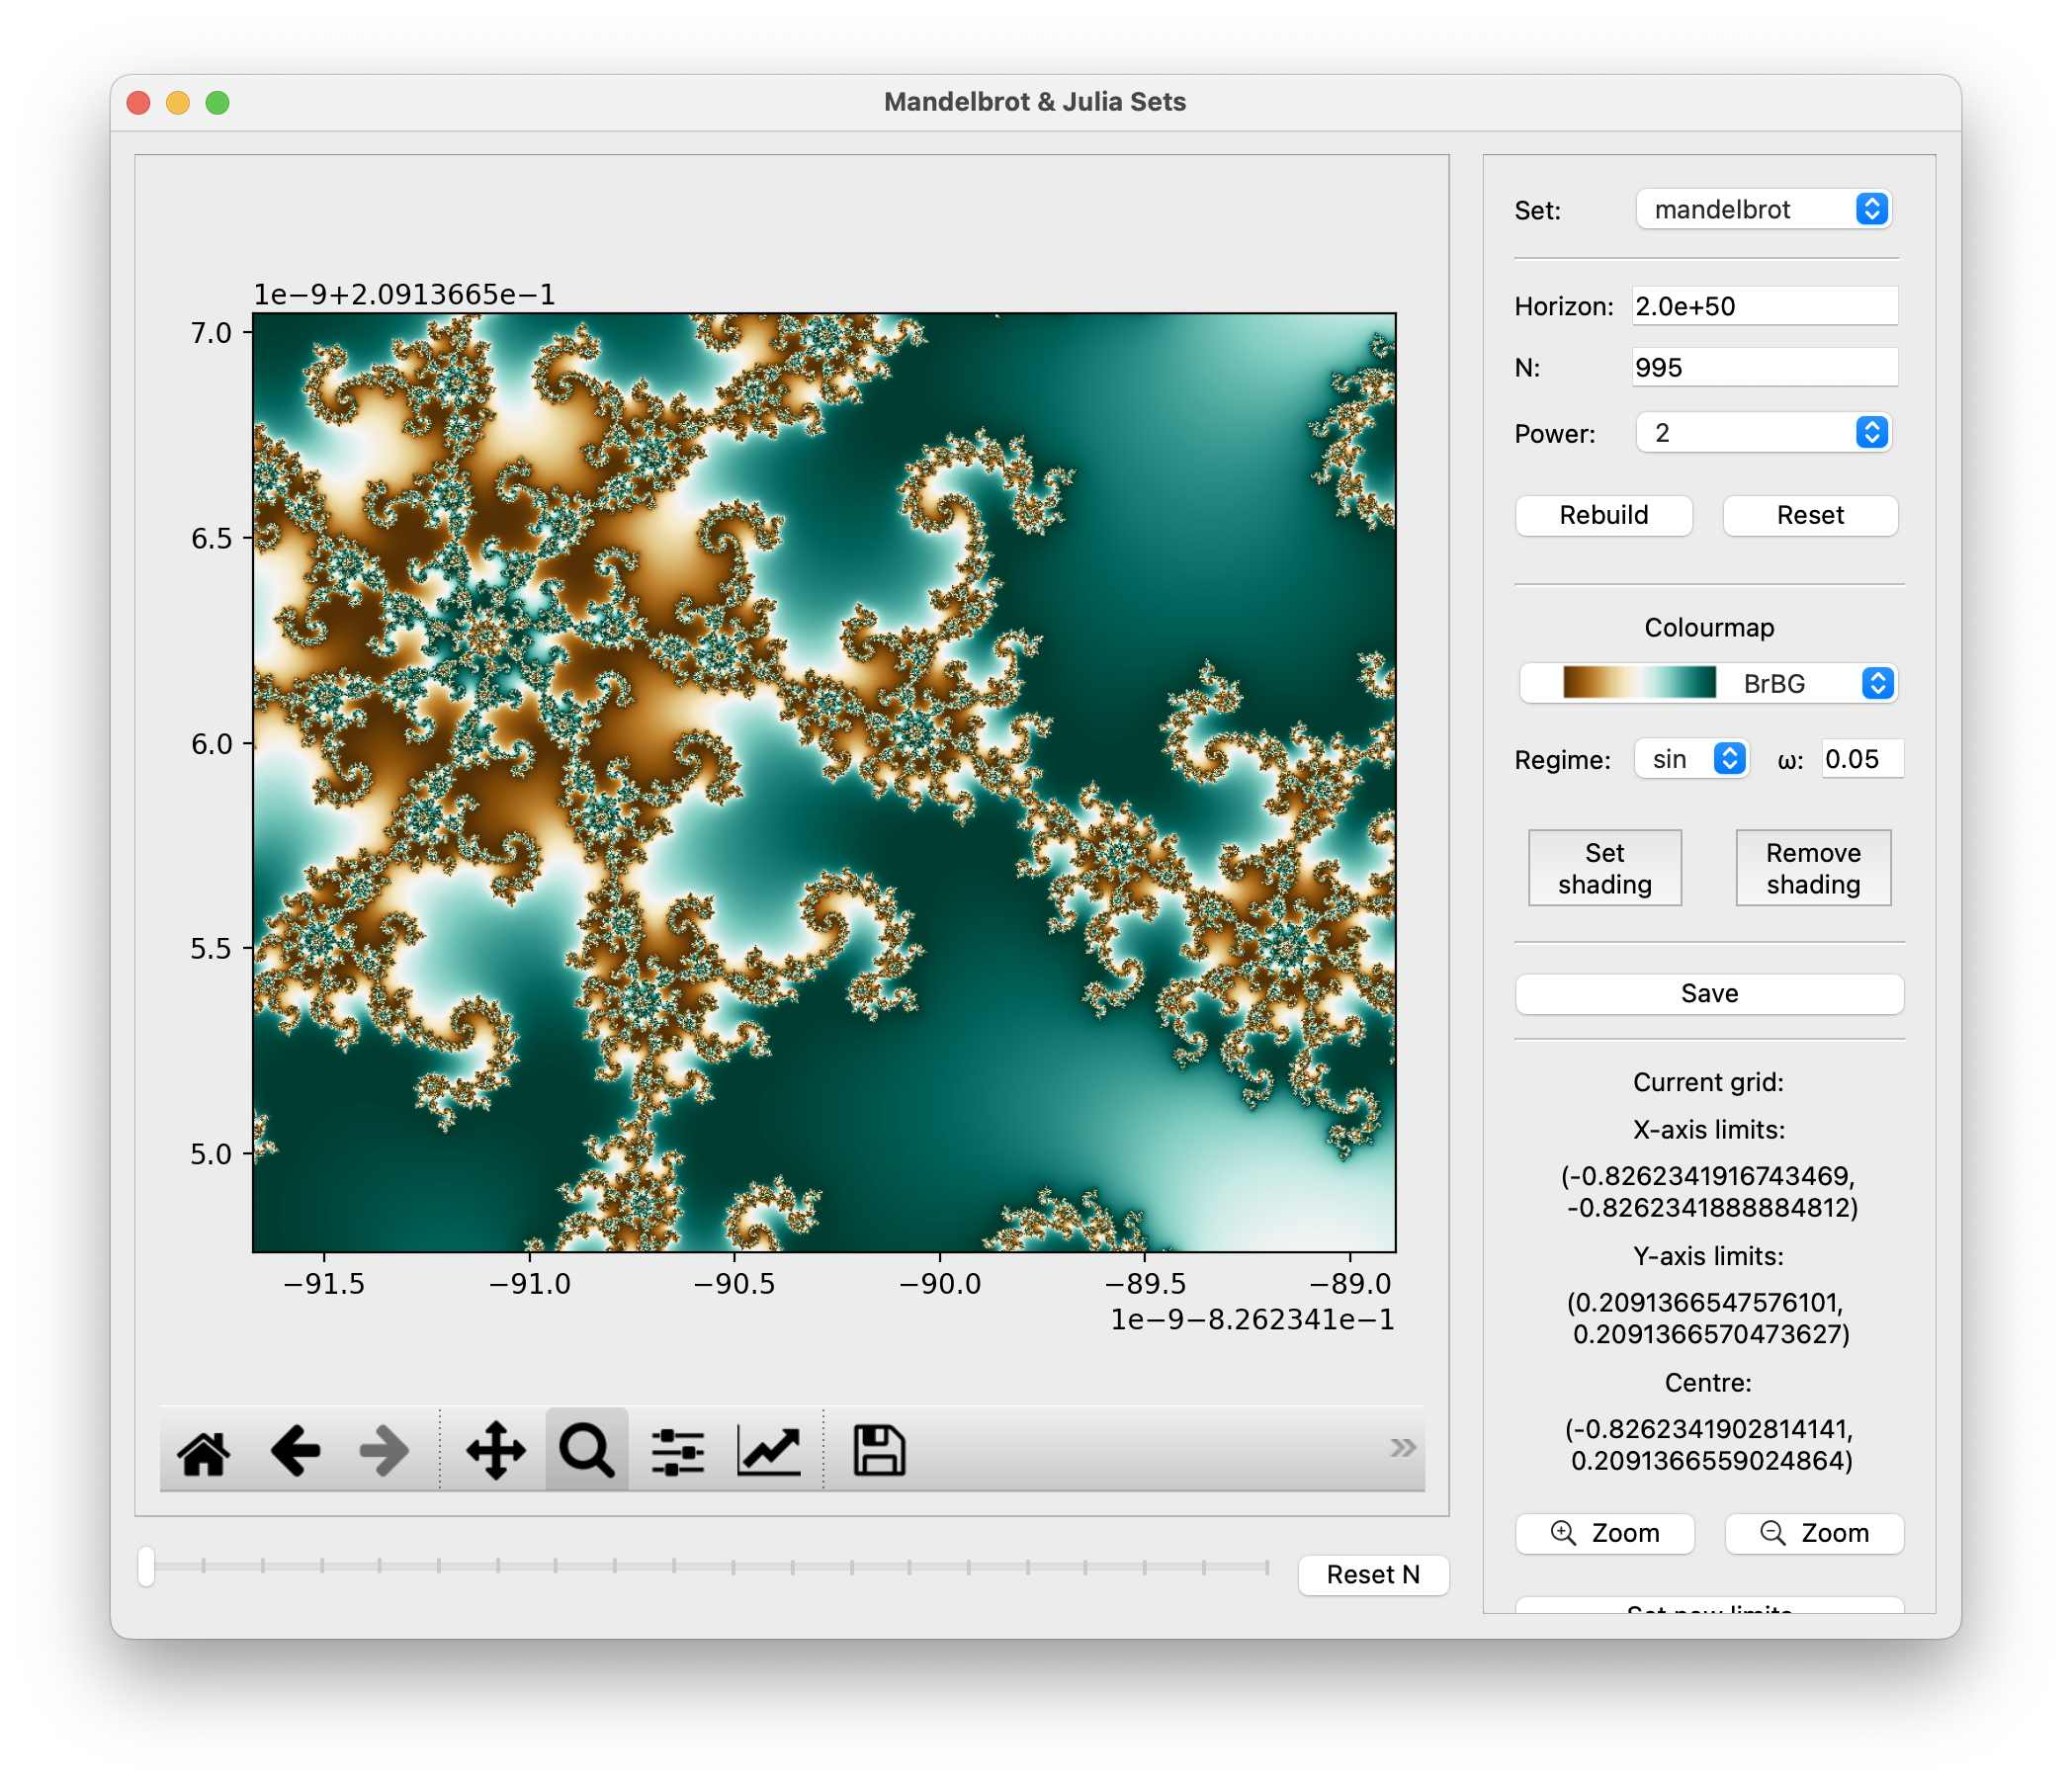 Mandelbrot & Julia Sets
1e−9+2.0913665e−1
7.0
6.5
6.0
5.5
5.0
−91.5 −91.0 −90.5 −90.0 −89.5 −89.0
1e−9−8.262341e−1
»
Reset N
Set: mandelbrot
Horizon: 2.0e+50
N: 995
Power: 2
Rebuild Reset
Colourmap
BrBG
Regime: sin ω: 0.05
Set shading
Remove shading
Save
Current grid:
X-axis limits:
(-0.8262341916743469,
-0.8262341888884812)
Y-axis limits:
(0.2091366547576101,
0.2091366570473627)
Centre:
(-0.8262341902814141,
0.2091366559024864)
Zoom Zoom
Set new limits